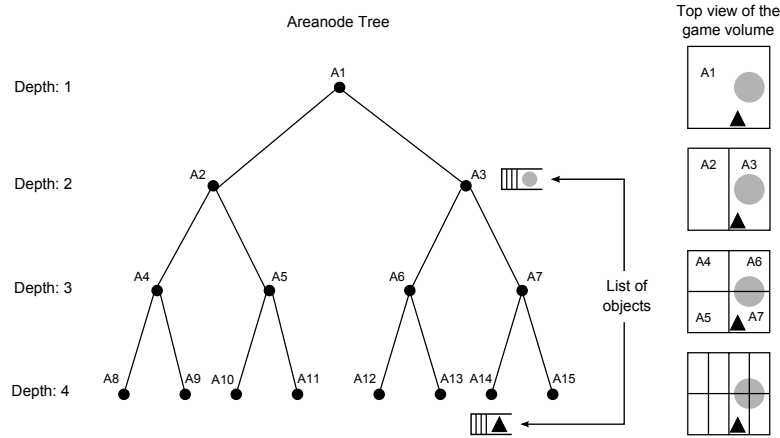 Areanode Tree
Top view of the
game volume
Depth: 1
A1
A1
Depth: 2
A2
A3
A2
A3
Depth: 3
A4
A5
A6
A7
List of
objects
A4
A6
A5
A7
Depth: 4
A8
A9
A10
A11
A12
A13
A14
A15